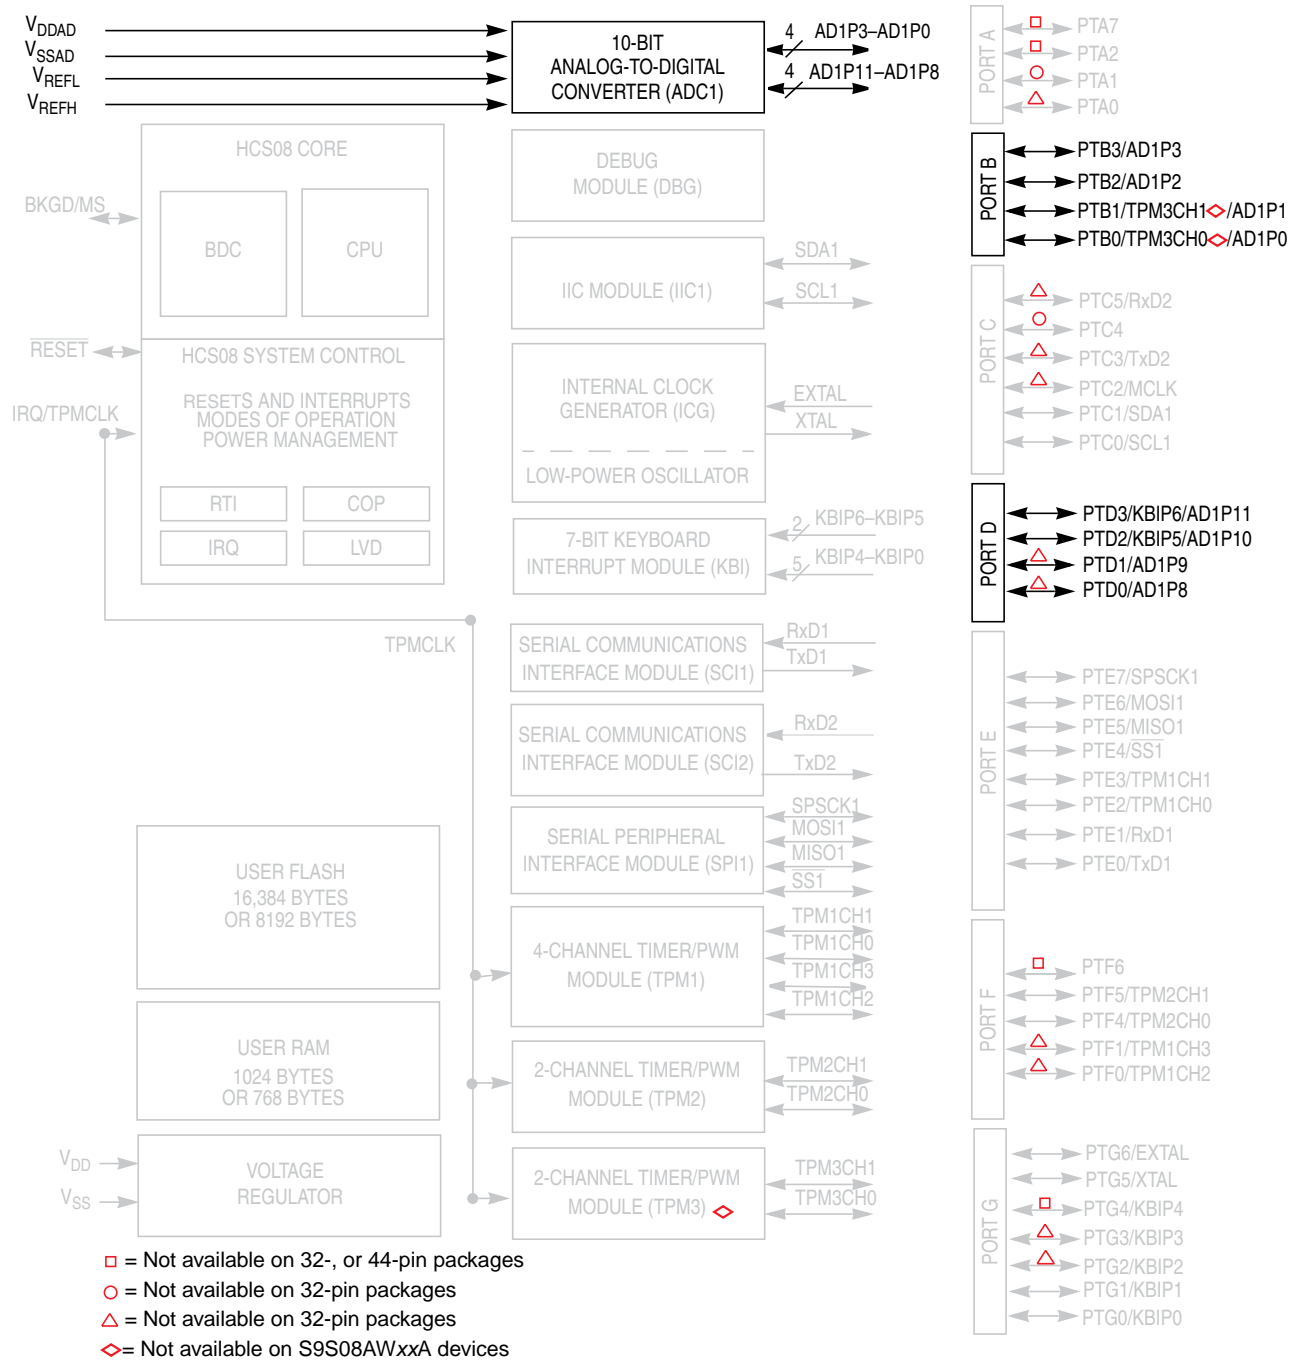 VDDAD
VSSAD
VREFL
VREFH
10-BIT
ANALOG-TO-DIGITAL
CONVERTER (ADC1)
4 AD1P3–AD1P0
4 AD1P11–AD1P8
HCS08 CORE
BDC
CPU
BKGD/MS
RESET
IRQ/TPMCLK
HCS08 SYSTEM CONTROL
RESETS AND INTERRUPTS
MODES OF OPERATION
POWER MANAGEMENT
RTI
COP
IRQ
LVD
TPMCLK
USER FLASH
16,384 BYTES
OR 8192 BYTES
USER RAM
1024 BYTES
OR 768 BYTES
VDD
VSS
VOLTAGE
REGULATOR
DEBUG
MODULE (DBG)
IIC MODULE (IIC1)
SDA1
SCL1
INTERNAL CLOCK
GENERATOR (ICG)
LOW-POWER OSCILLATOR
EXTAL
XTAL
7-BIT KEYBOARD
INTERRUPT MODULE (KBI)
2 KBIP6–KBIP5
5 KBIP4–KBIP0
SERIAL COMMUNICATIONS
INTERFACE MODULE (SCI1)
RxD1
TxD1
SERIAL COMMUNICATIONS
INTERFACE MODULE (SCI2)
RxD2
TxD2
SERIAL PERIPHERAL
INTERFACE MODULE (SPI1)
SPSCK1
MOSI1
MISO1
SS1
4-CHANNEL TIMER/PWM
MODULE (TPM1)
TPM1CH1
TPM1CH0
TPM1CH3
TPM1CH2
2-CHANNEL TIMER/PWM
MODULE (TPM2)
TPM2CH1
TPM2CH0
2-CHANNEL TIMER/PWM
MODULE (TPM3)
TPM3CH1
TPM3CH0
PORT A
PTA7
PTA2
PTA1
PTA0
PORT B
PTB3/AD1P3
PTB2/AD1P2
PTB1/TPM3CH1/AD1P1
PTB0/TPM3CH0/AD1P0
PORT C
PTC5/RxD2
PTC4
PTC3/TxD2
PTC2/MCLK
PTC1/SDA1
PTC0/SCL1
PORT D
PTD3/KBIP6/AD1P11
PTD2/KBIP5/AD1P10
PTD1/AD1P9
PTD0/AD1P8
PORT E
PTE7/SPSCK1
PTE6/MOSI1
PTE5/MISO1
PTE4/SS1
PTE3/TPM1CH1
PTE2/TPM1CH0
PTE1/RxD1
PTE0/TxD1
PORT F
PTF6
PTF5/TPM2CH1
PTF4/TPM2CH0
PTF1/TPM1CH3
PTF0/TPM1CH2
PORT G
PTG6/EXTAL
PTG5/XTAL
PTG4/KBIP4
PTG3/KBIP3
PTG2/KBIP2
PTG1/KBIP1
PTG0/KBIP0
= Not available on 32-, or 44-pin packages
= Not available on 32-pin packages
= Not available on 32-pin packages
= Not available on S9S08AWxxA devices